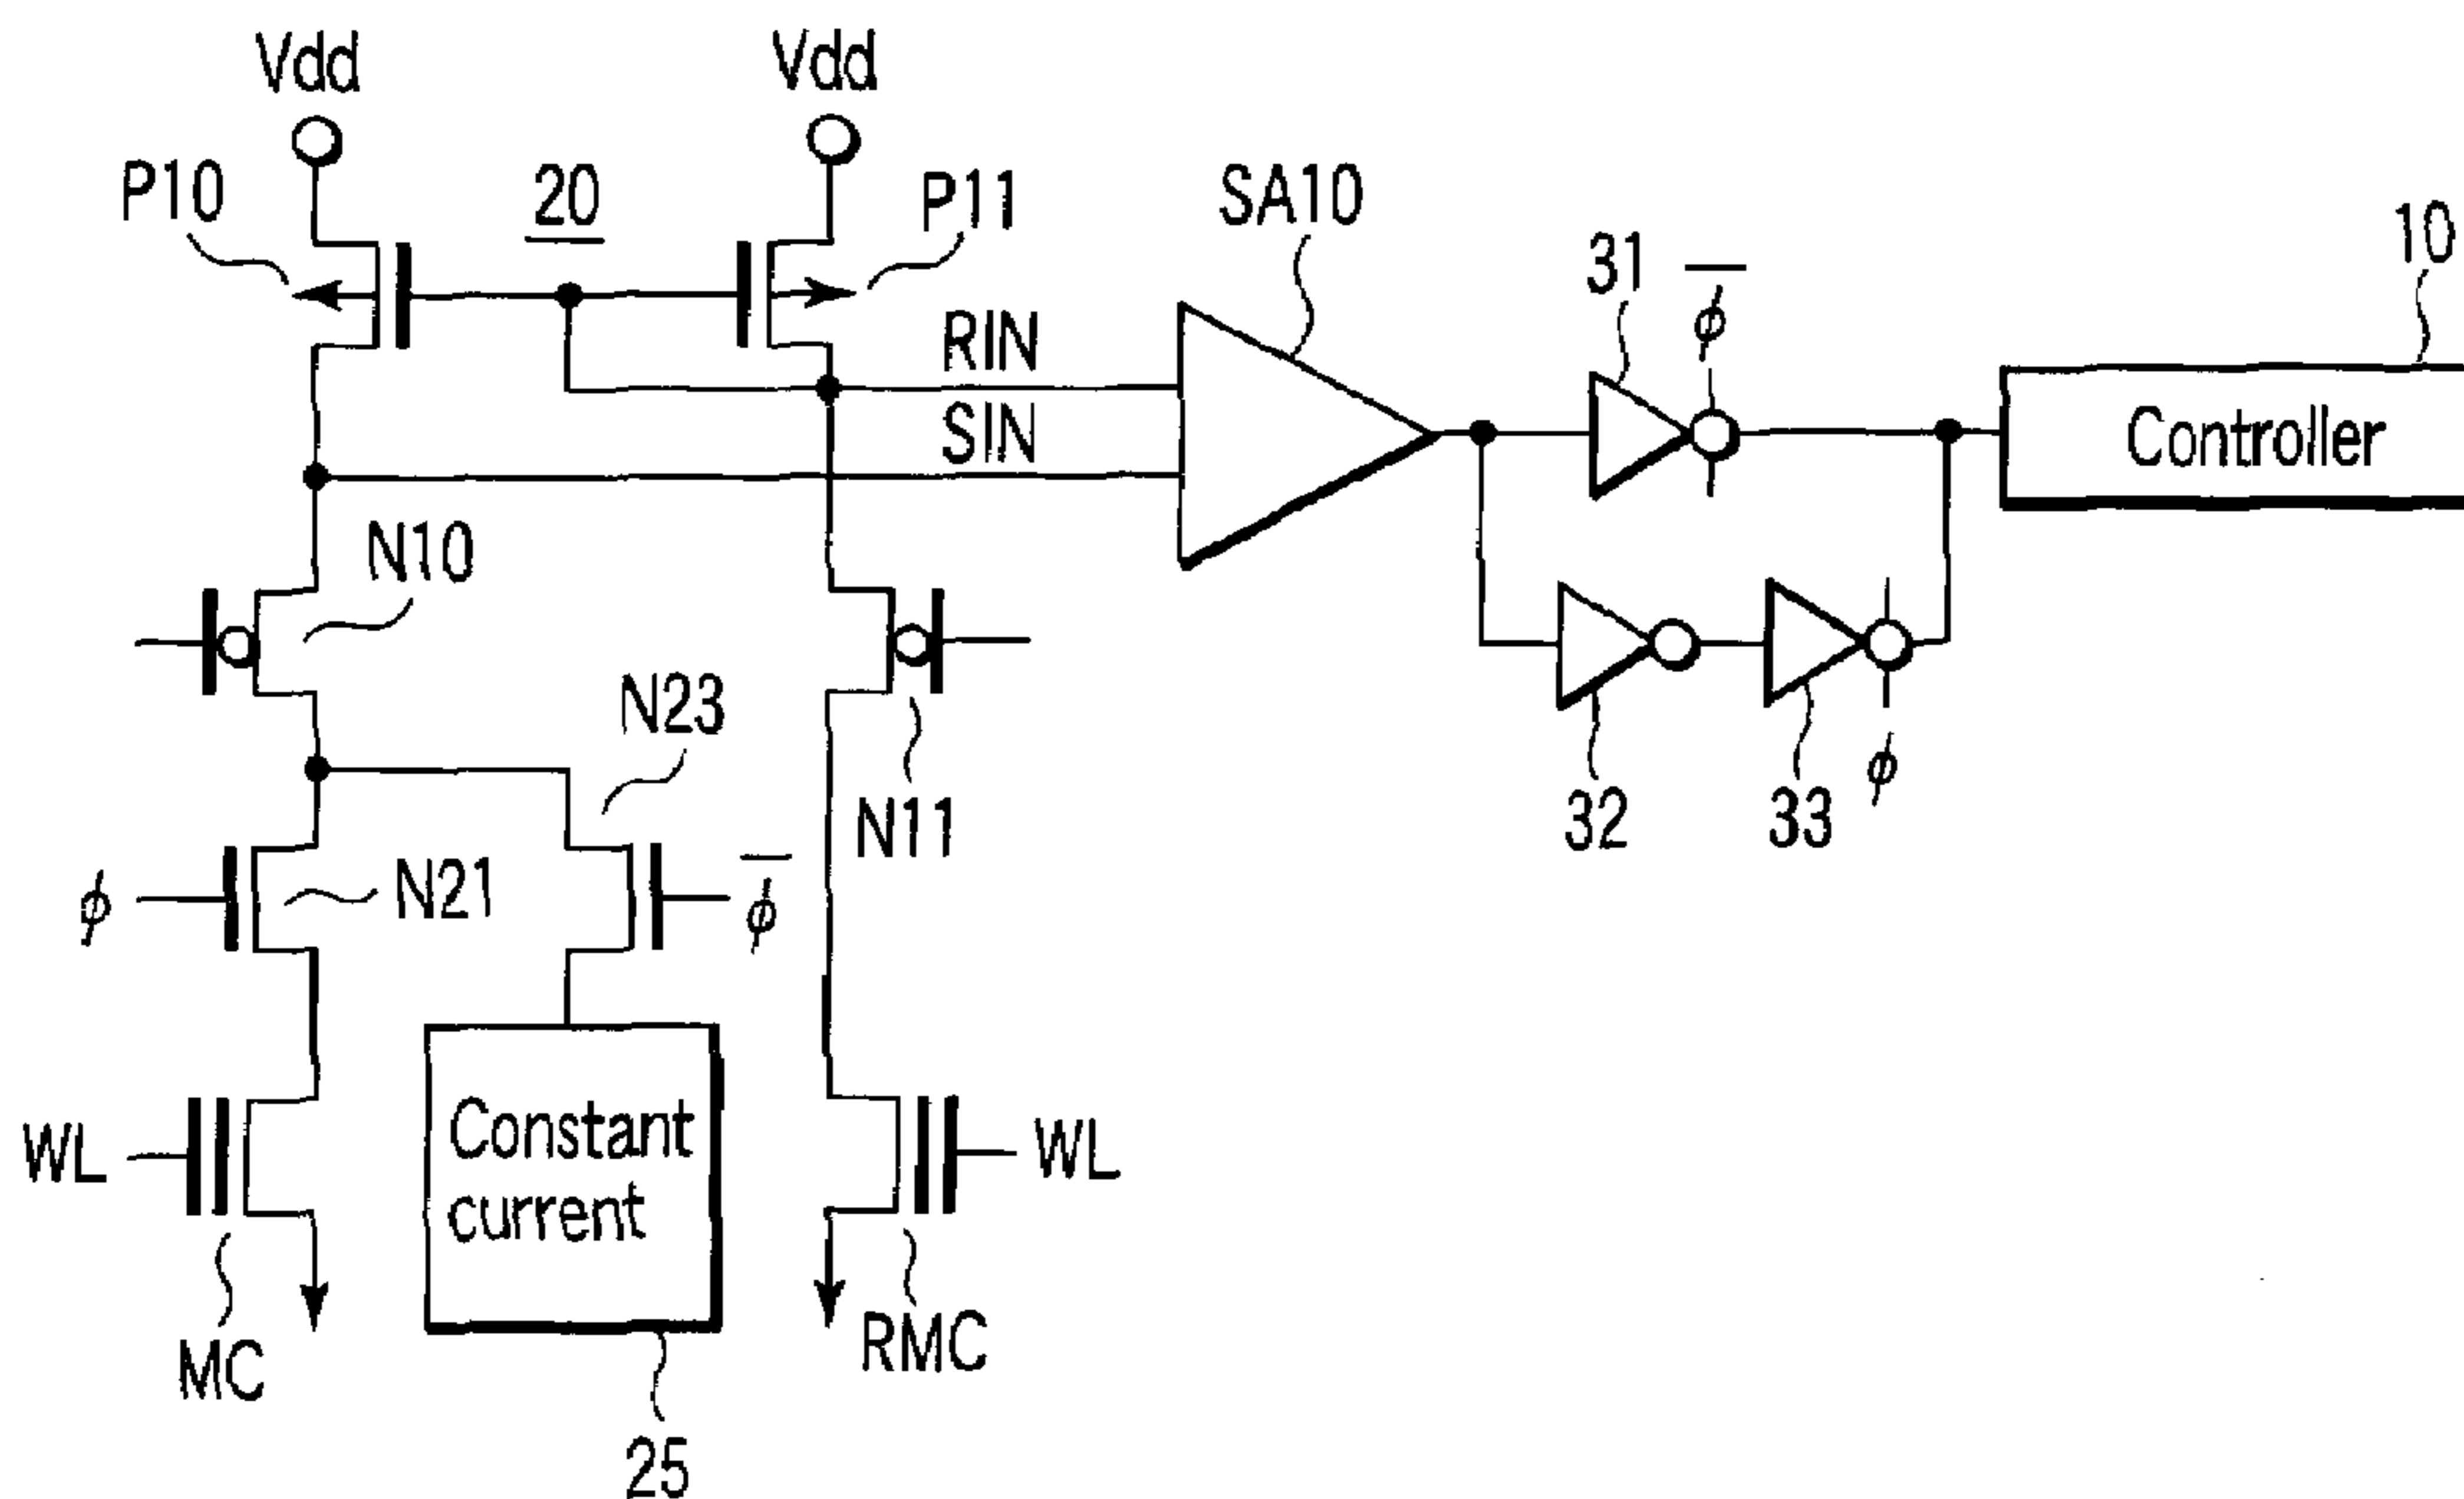 Vdd
Vdd
P10
20
P11
SA10
31
φ̅
10
RIN
SIN
Controller
N10
N23
N11
32
33
φ
φ
N21
φ̅
WL
Constant
current
WL
MC
RMC
25